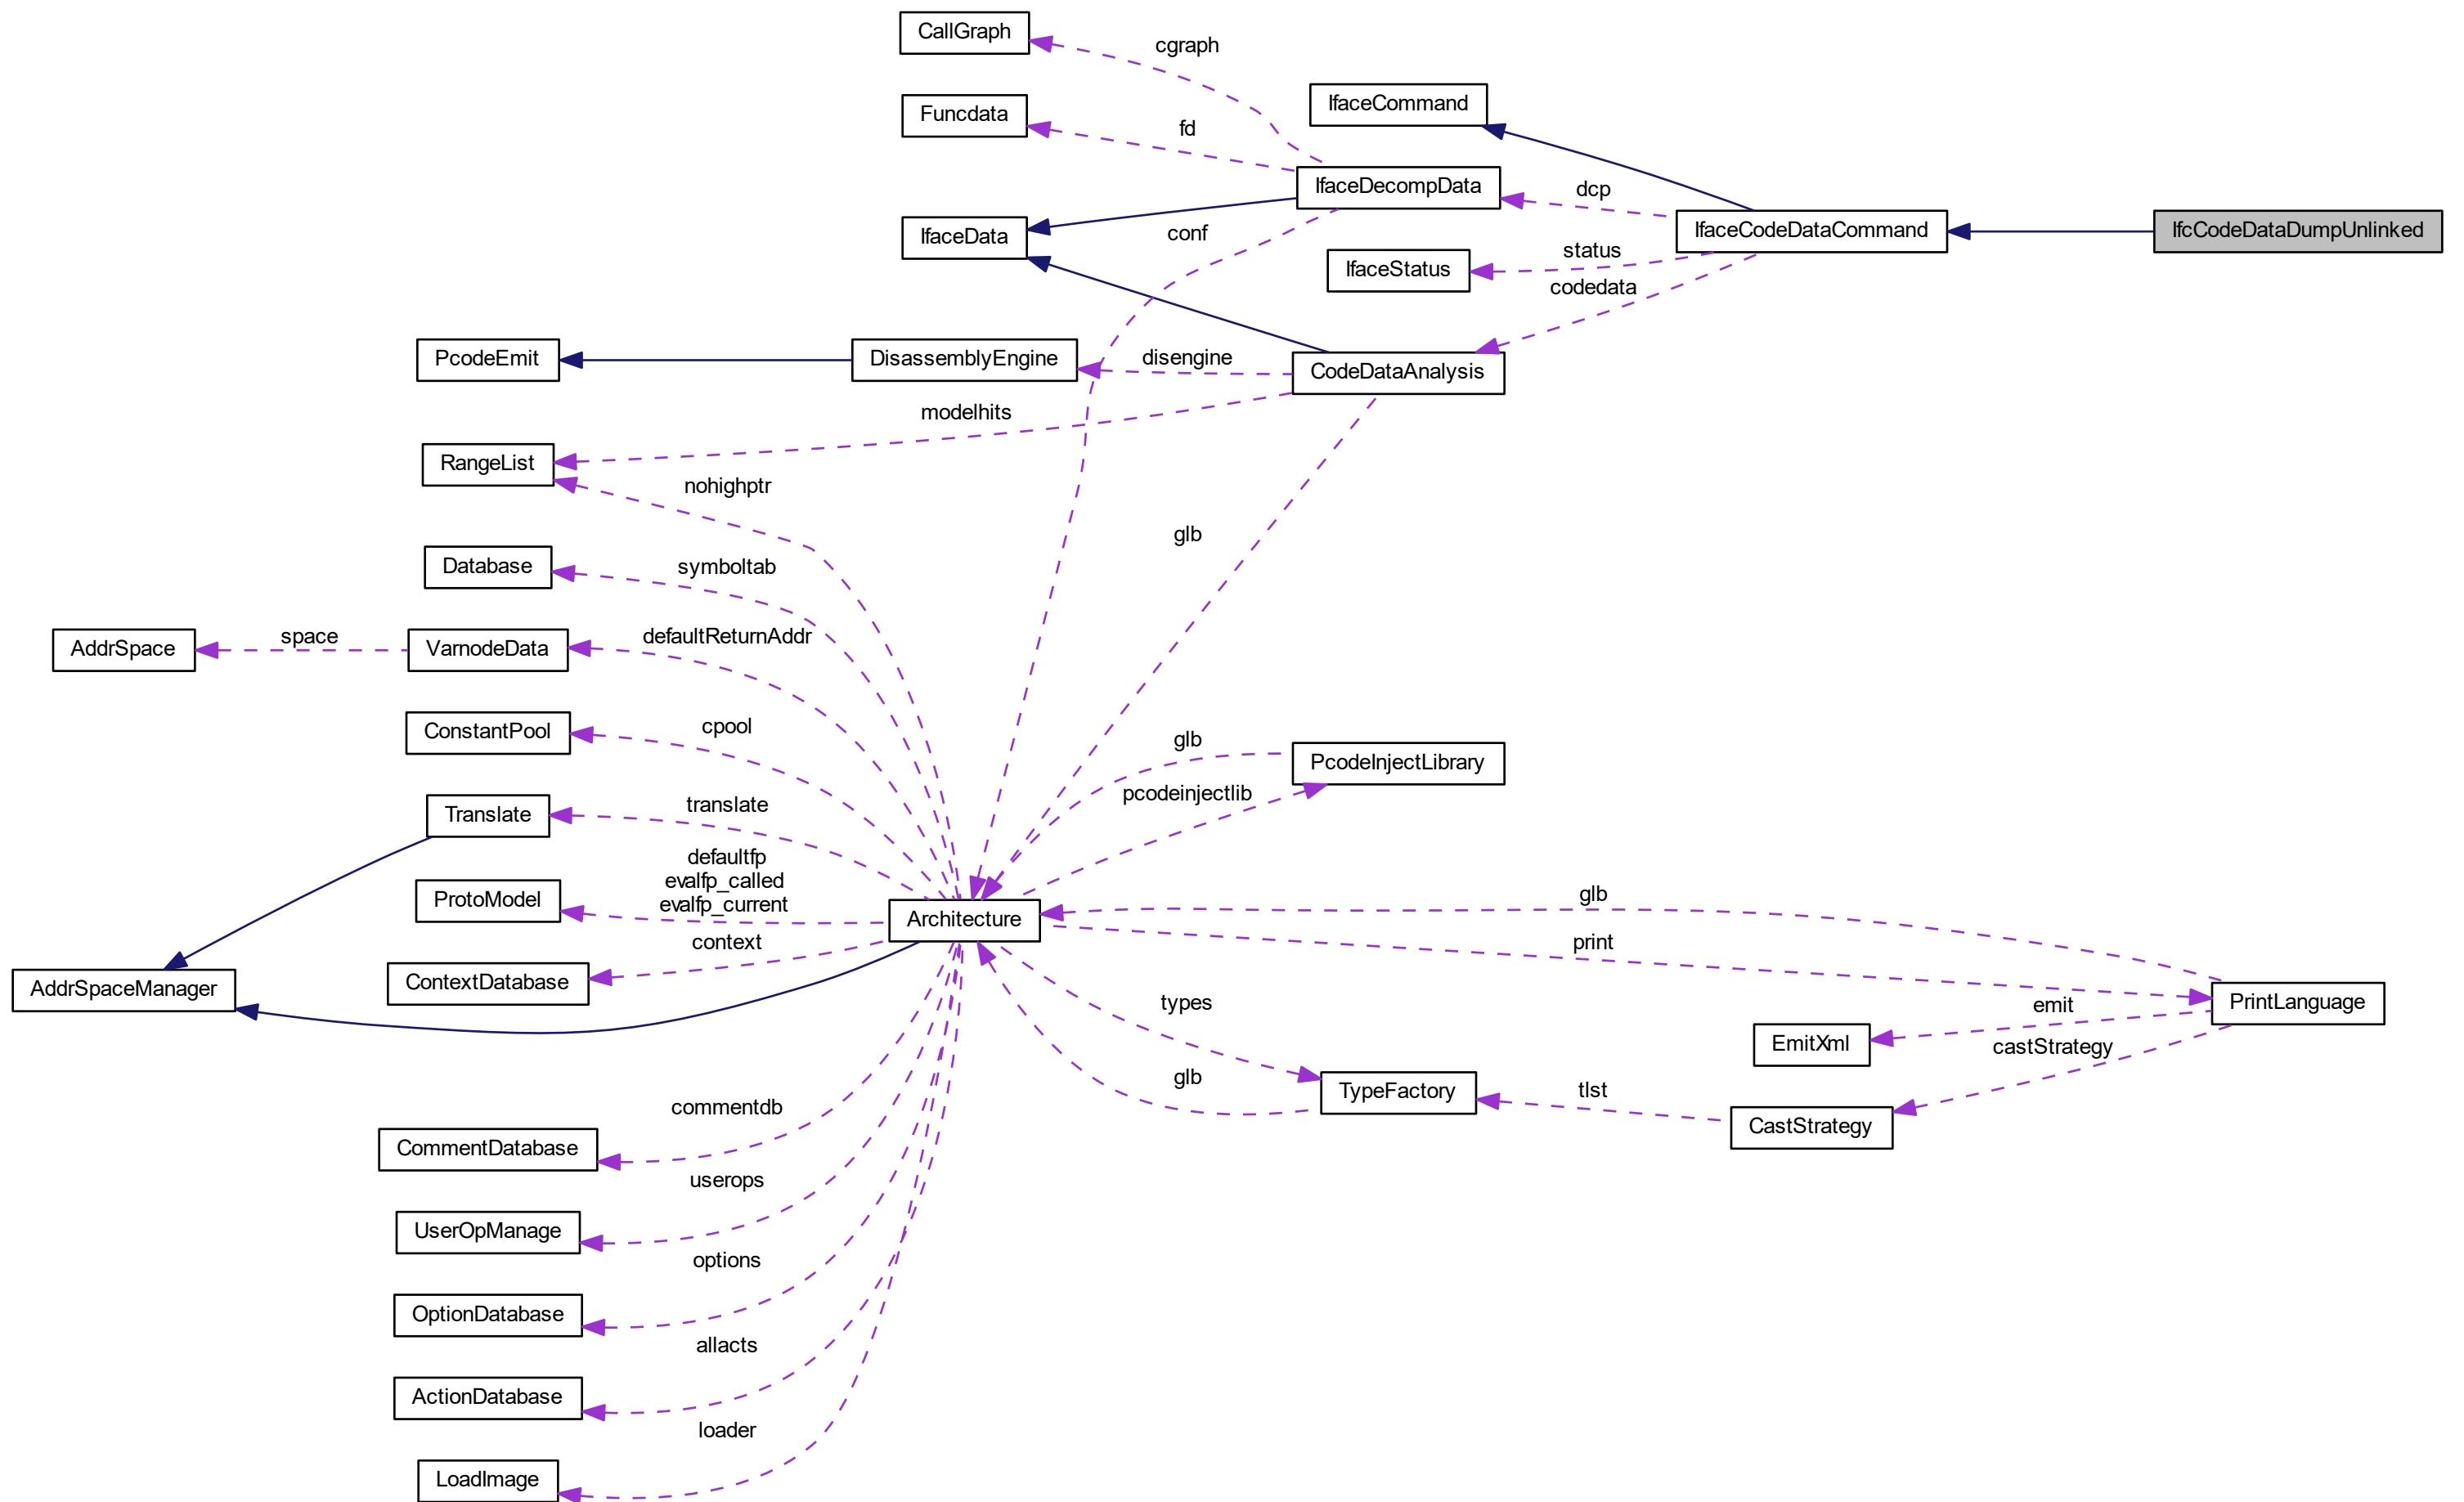 CallGraph
cgraph
IfaceCommand
Funcdata
fd
IfaceDecompData
dcp
IfaceData
conf
IfaceCodeDataCommand
IfcCodeDataDumpUnlinked
status
IfaceStatus
codedata
PcodeEmit
DisassemblyEngine
disengine
CodeDataAnalysis
modelhits
RangeList
nohighptr
glb
Database
symboltab
AddrSpace
space
VarnodeData
defaultReturnAddr
ConstantPool
cpool
glb
PcodeInjectLibrary
pcodeinjectlib
Translate
translate
defaultfp
evalfp_called
evalfp_current
ProtoModel
Architecture
glb
print
context
ContextDatabase
AddrSpaceManager
types
PrintLanguage
emit
EmitXml
castStrategy
glb
TypeFactory
tlst
CastStrategy
commentdb
CommentDatabase
userops
UserOpManage
options
OptionDatabase
allacts
ActionDatabase
loader
LoadImage